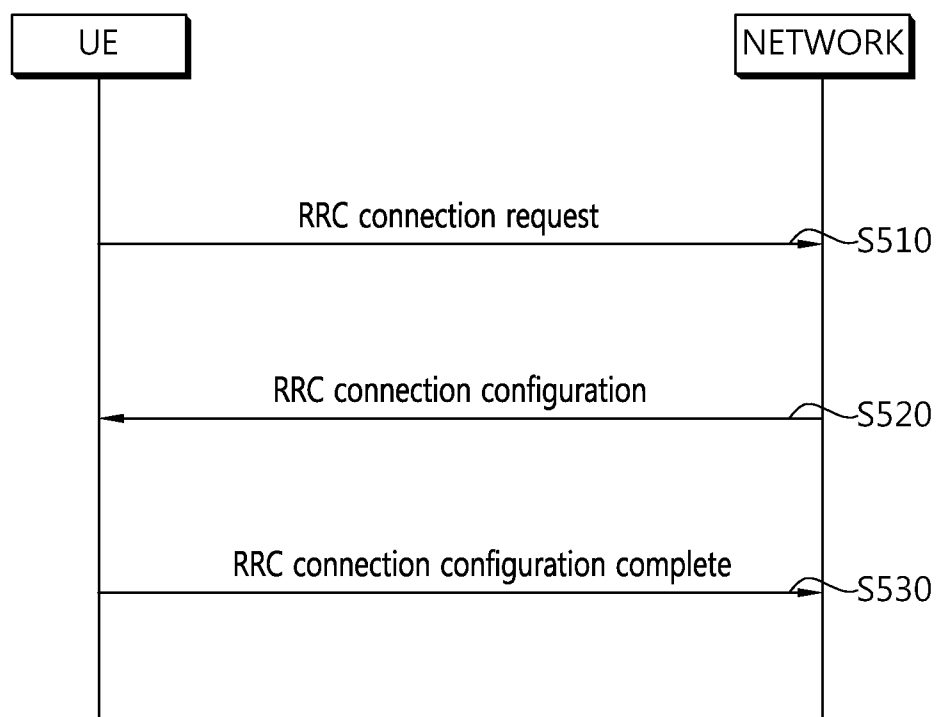 UE
NETWORK
RRC connection request
S510
RRC connection configuration
S520
RRC connection configuration complete
S530